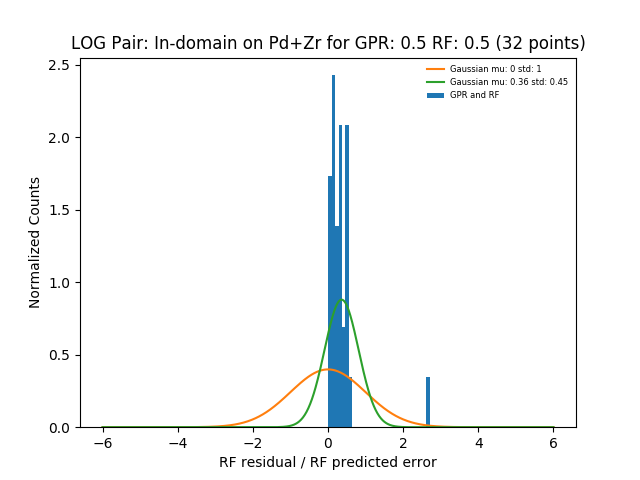 LOG Pair: In-domain on Pd+Zr for GPR: 0.5 RF: 0.5 (32 points)
Gaussian mu: 0 std: 1
Gaussian mu: 0.36 std: 0.45
GPR and RF
Normalized Counts
2.5
2.0
1.5
1.0
0.5
0.0
−6 −4 −2 0 2 4 6
RF residual / RF predicted error